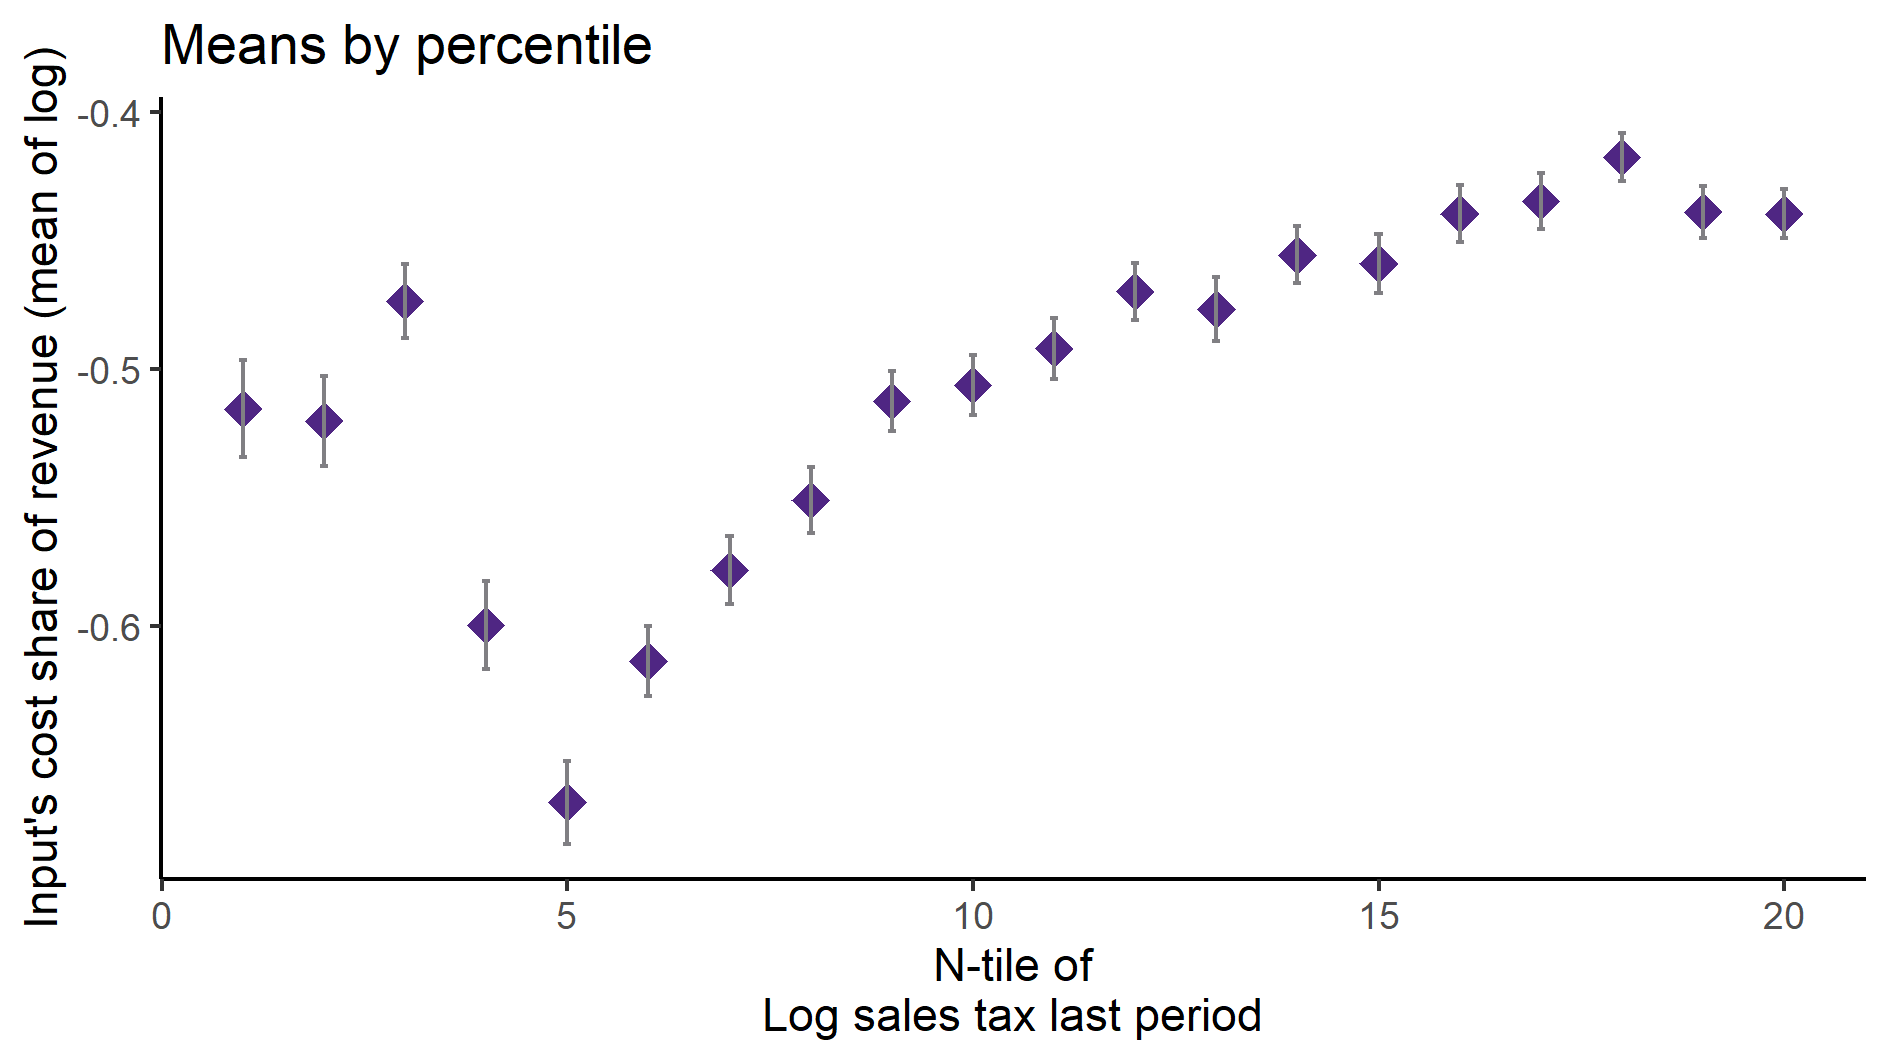 Means by percentile
Input's cost share of revenue (mean of log)
-0.4
-0.5
-0.6
0 5 10 15 20
N-tile of
Log sales tax last period